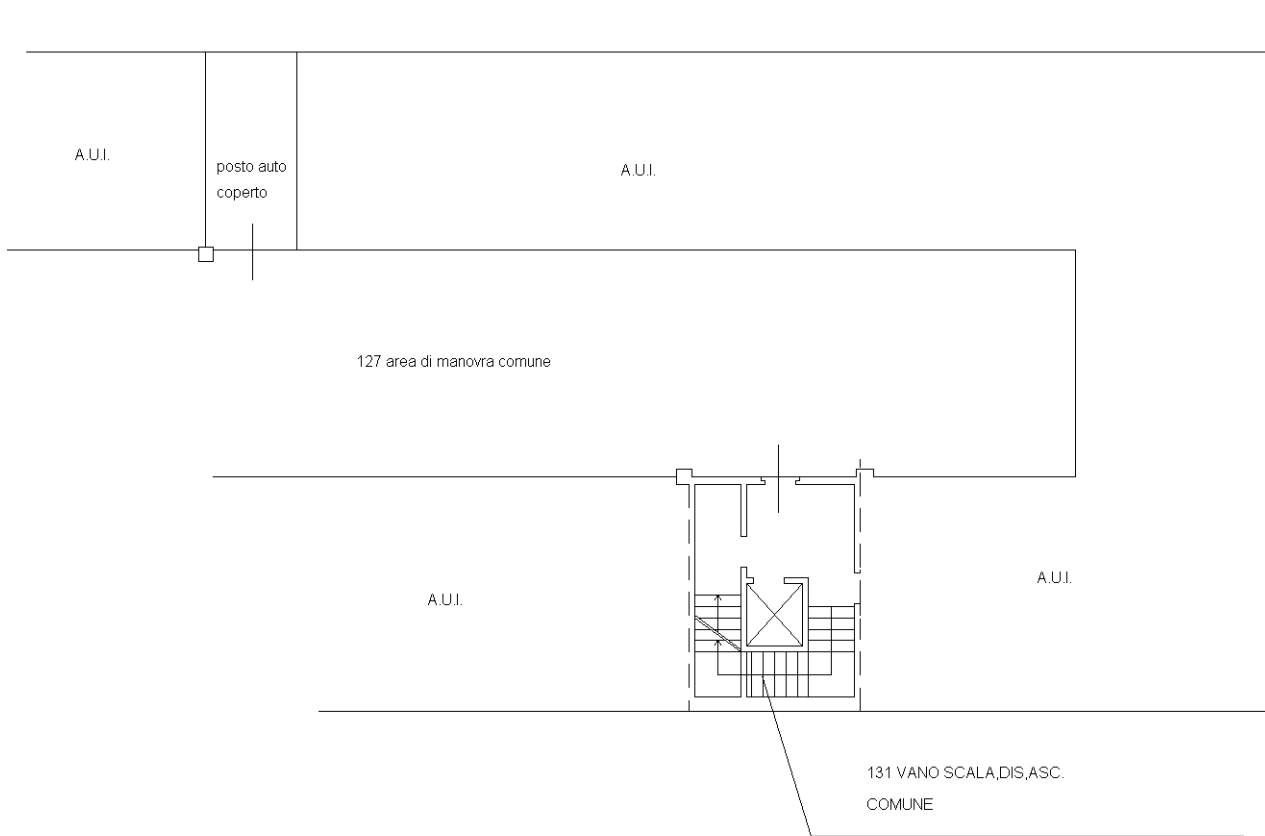 A.U.I.
posto auto
coperto
A.U.I.
127 area di manovra comune
A.U.I.
A.U.I.
131 VANO SCALA,DIS,ASC.
COMUNE